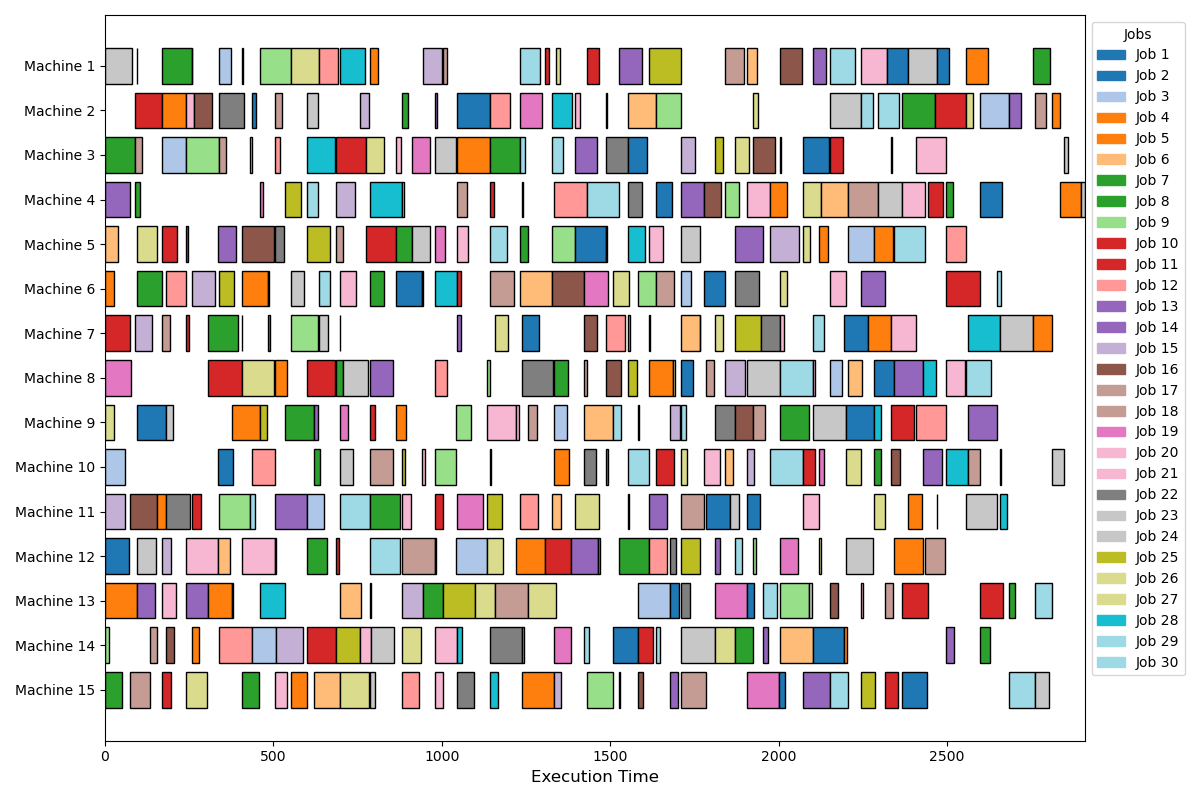 Machine 1
Machine 2
Machine 3
Machine 4
Machine 5
Machine 6
Machine 7
Machine 8
Machine 9
Machine 10
Machine 11
Machine 12
Machine 13
Machine 14
Machine 15
0 500 1000 1500 2000 2500
Execution Time
Jobs
Job 1
Job 2
Job 3
Job 4
Job 5
Job 6
Job 7
Job 8
Job 9
Job 10
Job 11
Job 12
Job 13
Job 14
Job 15
Job 16
Job 17
Job 18
Job 19
Job 20
Job 21
Job 22
Job 23
Job 24
Job 25
Job 26
Job 27
Job 28
Job 29
Job 30